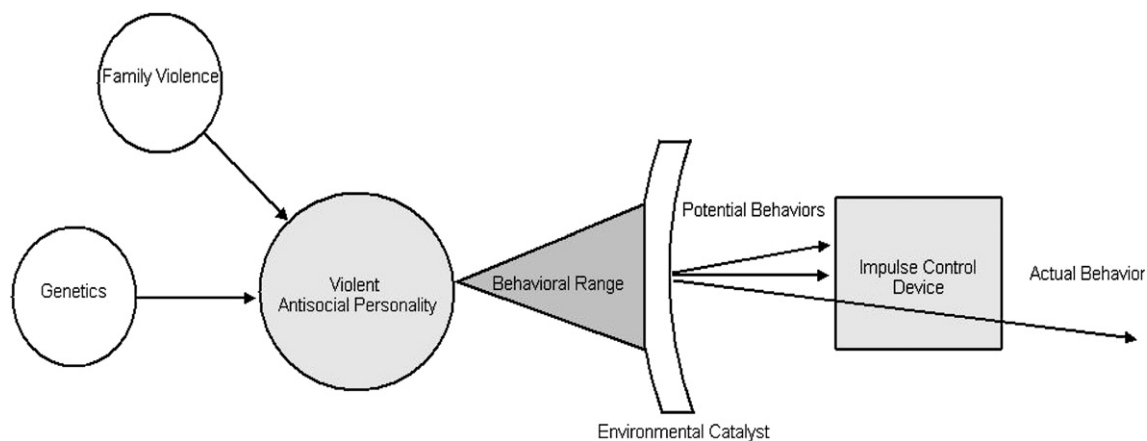 Family Violence
Genetics
Violent
Antisocial Personality
Behavioral Range
Potential Behaviors
Impulse Control
Device
Actual Behavior
Environmental Catalyst